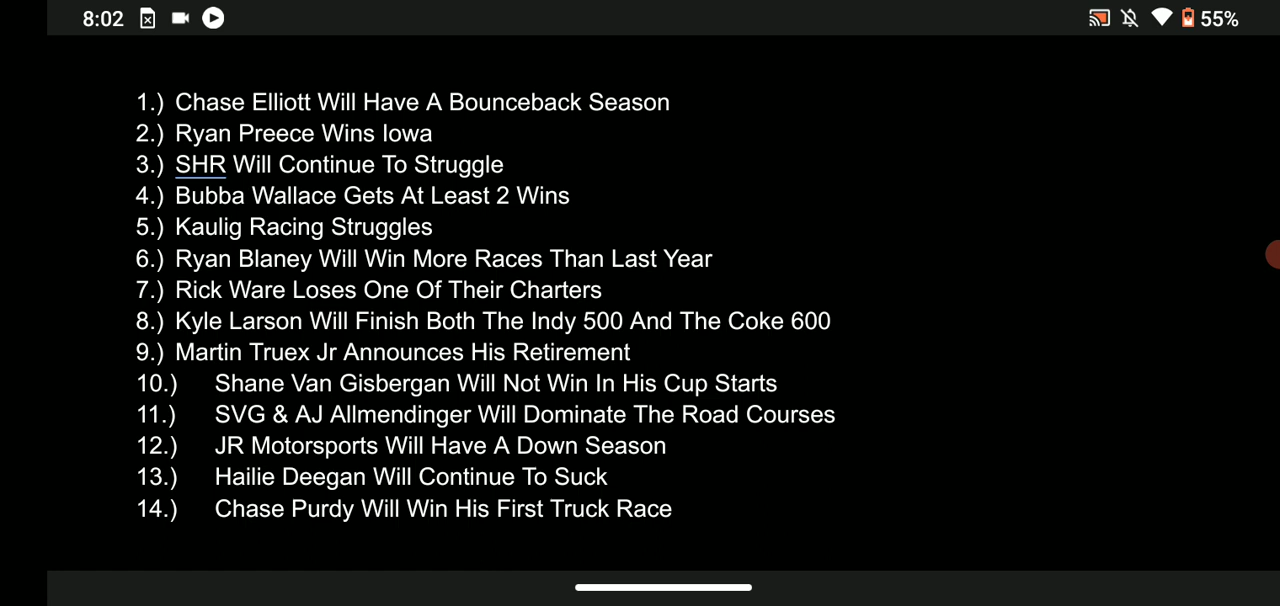 8:02
55%
1.) Chase Elliott Will Have A Bounceback Season
2.) Ryan Preece Wins Iowa
3.) SHR Will Continue To Struggle
4.) Bubba Wallace Gets At Least 2 Wins
5.) Kaulig Racing Struggles
6.) Ryan Blaney Will Win More Races Than Last Year
7.) Rick Ware Loses One Of Their Charters
8.) Kyle Larson Will Finish Both The Indy 500 And The Coke 600
9.) Martin Truex Jr Announces His Retirement
10.) Shane Van Gisbergan Will Not Win In His Cup Starts
11.) SVG & AJ Allmendinger Will Dominate The Road Courses
12.) JR Motorsports Will Have A Down Season
13.) Hailie Deegan Will Continue To Suck
14.) Chase Purdy Will Win His First Truck Race